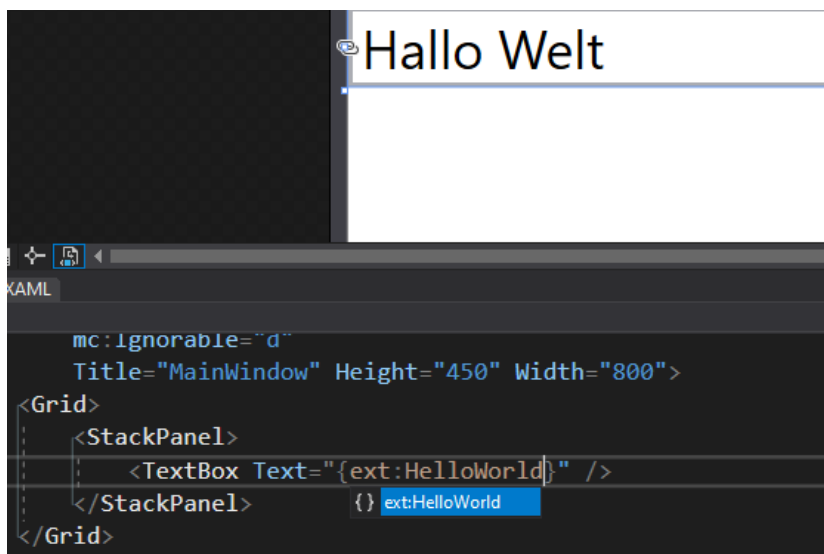 Hallo Welt
XAML
mc:Ignorable="d"
Title="MainWindow" Height="450" Width="800">
<Grid>
<StackPanel>
<TextBox Text="{ext:HelloWorld}" />
</StackPanel>
{} ext:HelloWorld
</Grid>